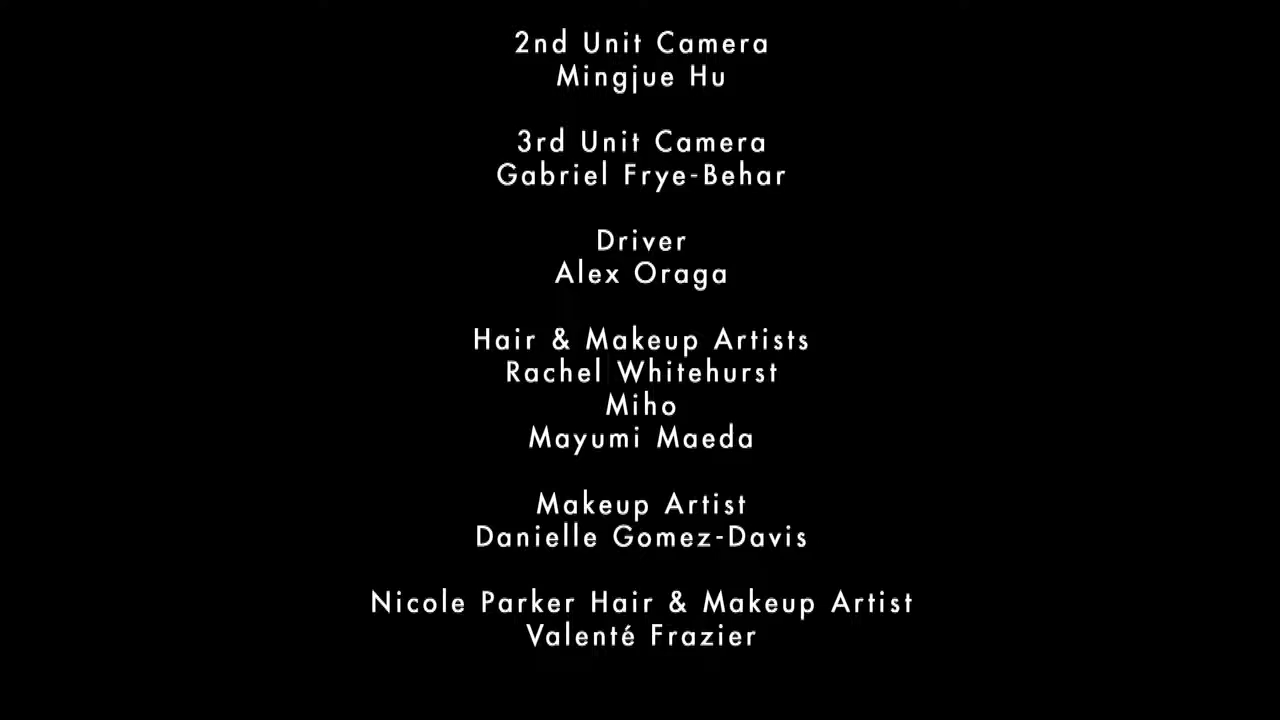 2nd Unit Camera
Mingjue Hu
3rd Unit Camera
Gabriel Frye-Behar
Driver
Alex Oraga
Hair & Makeup Artists
Rachel Whitehurst
Miho
Mayumi Maeda
Makeup Artist
Danielle Gomez-Davis
Nicole Parker Hair & Makeup Artist
Valenté Frazier